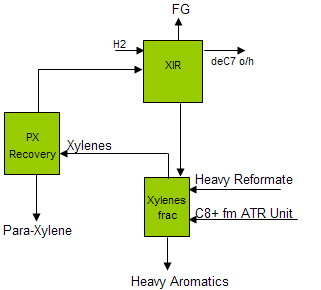 FG
H2
XIR
deC7 o/h
PX
Recovery
Xylenes
Heavy Reformate
Xylenes
frac
C8+ fm ATR Unit
Para-Xylene
Heavy Aromatics